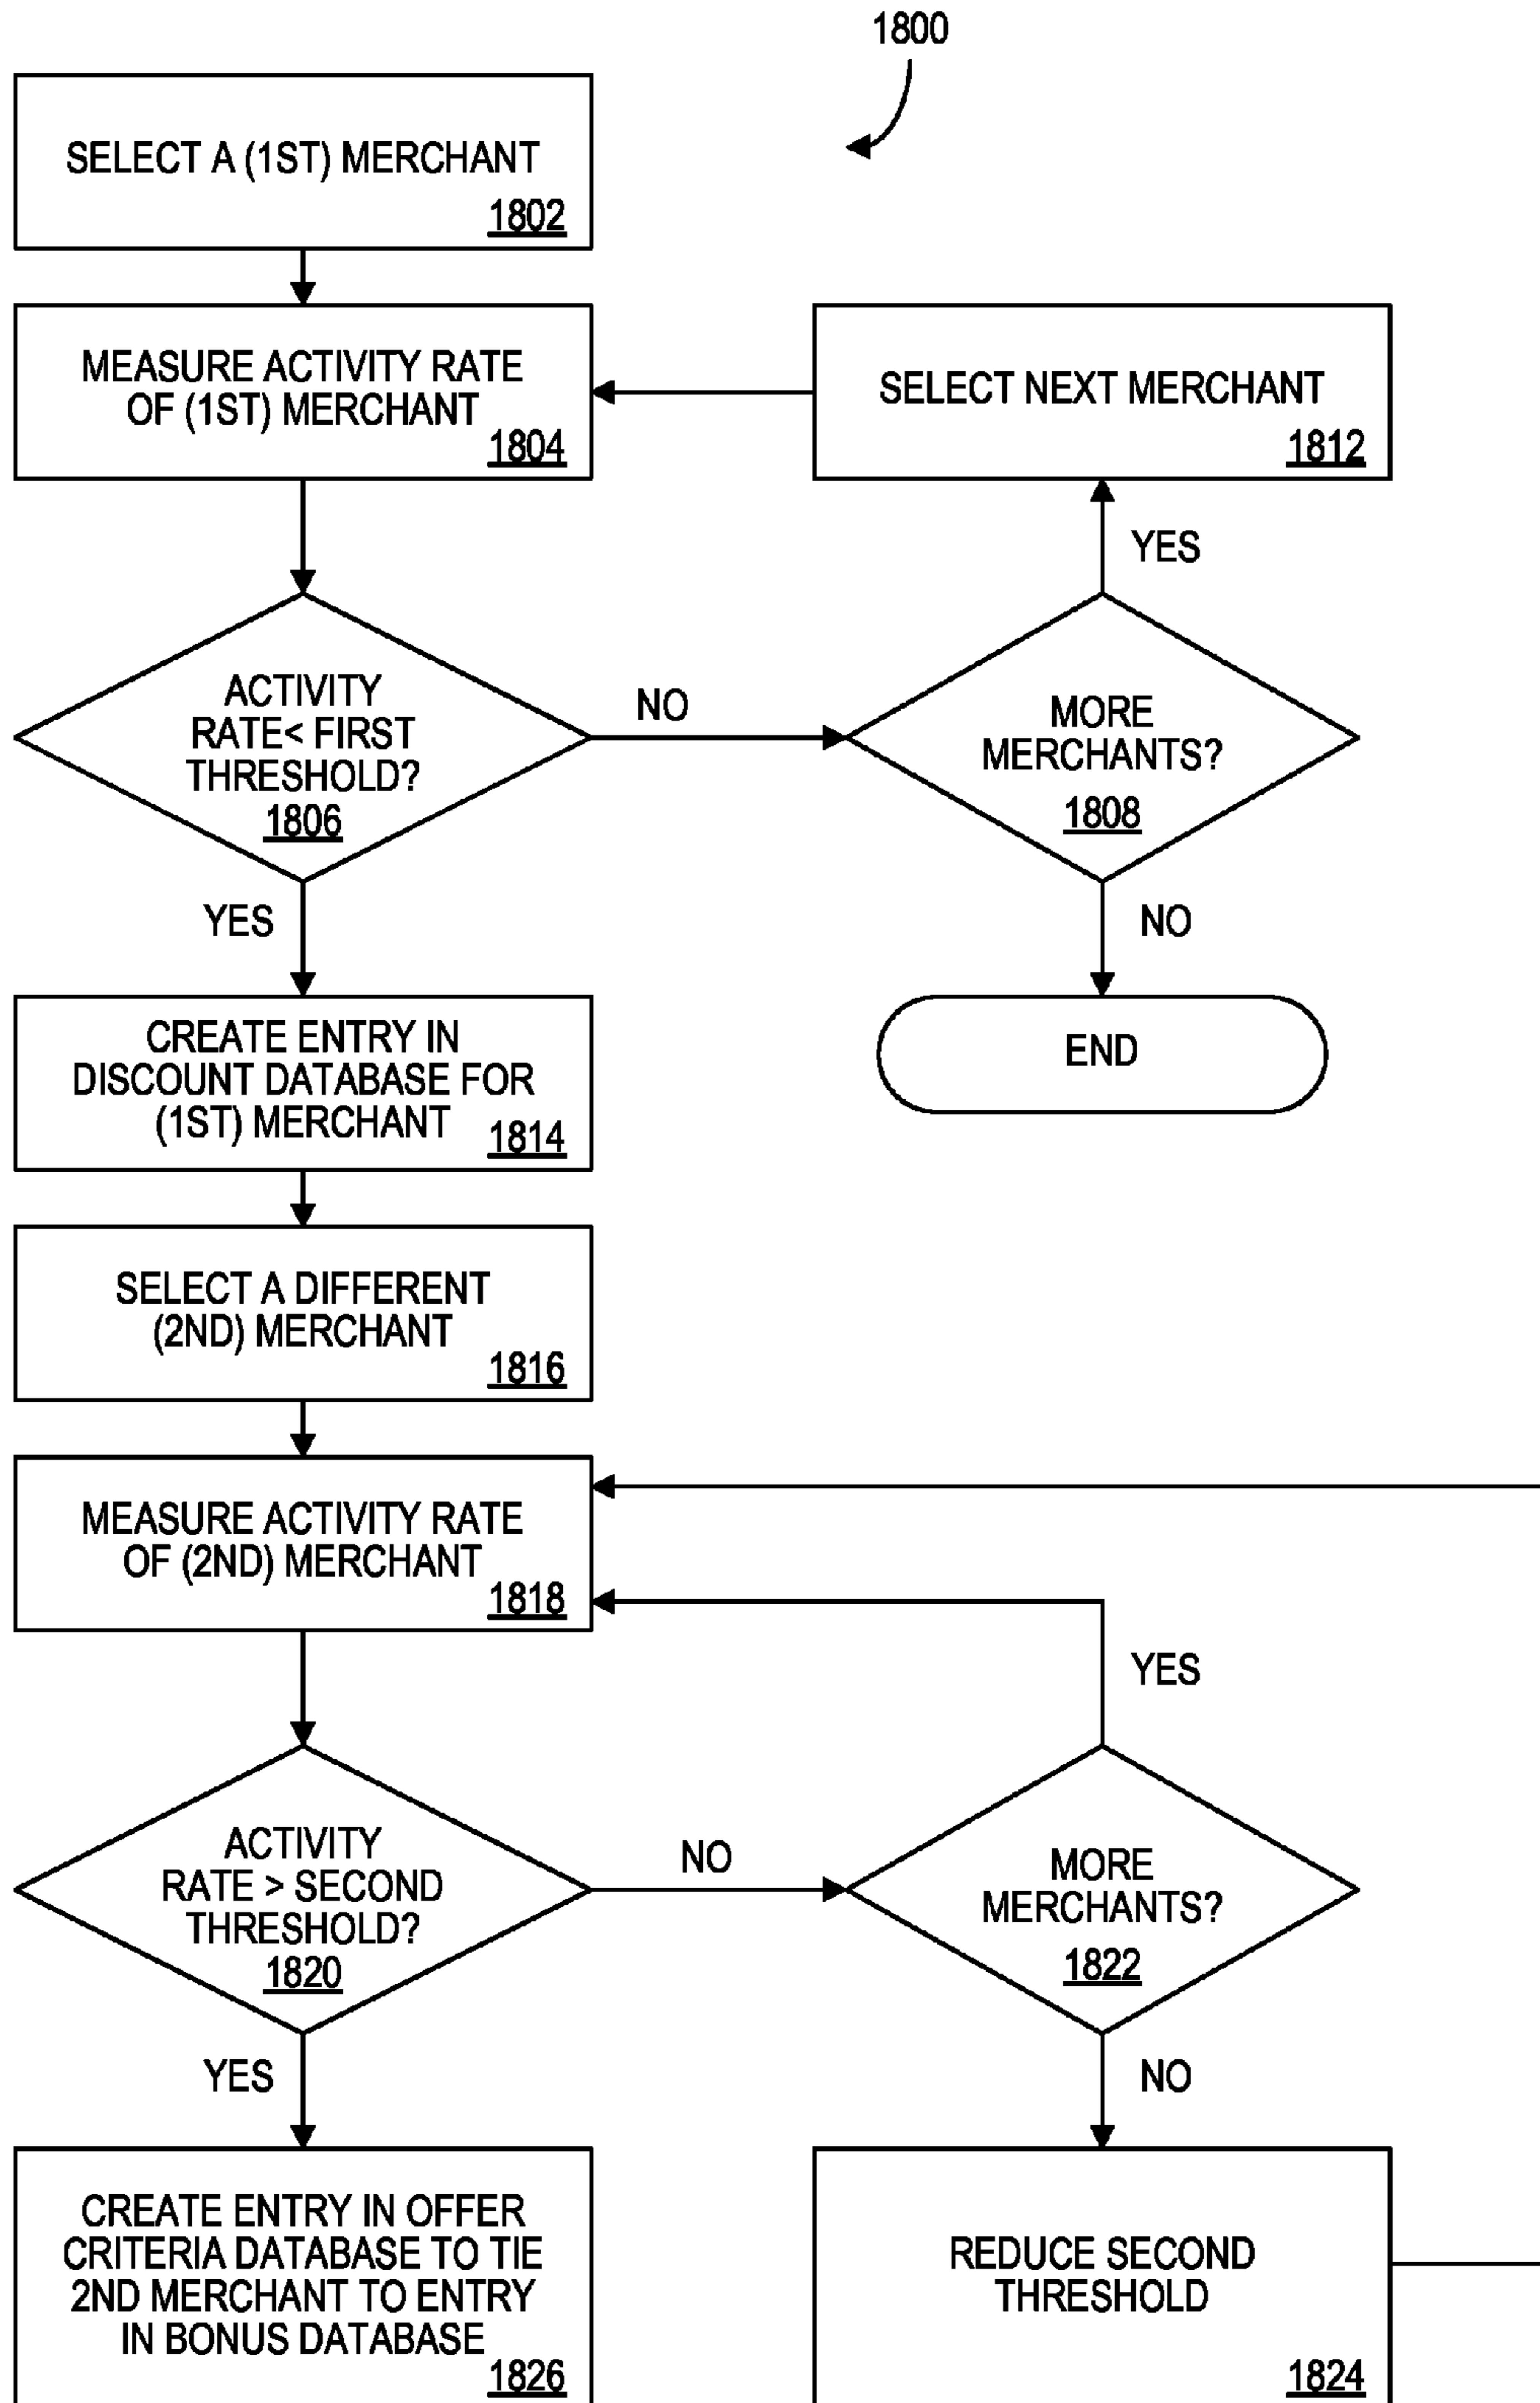 1800
SELECT A (1ST) MERCHANT
1802
MEASURE ACTIVITY RATE
OF (1ST) MERCHANT
1804
SELECT NEXT MERCHANT
1812
YES
ACTIVITY
RATE< FIRST
THRESHOLD?
1806
NO
MORE
MERCHANTS?
1808
YES
NO
CREATE ENTRY IN
DISCOUNT DATABASE FOR
(1ST) MERCHANT
1814
END
SELECT A DIFFERENT
(2ND) MERCHANT
1816
MEASURE ACTIVITY RATE
OF (2ND) MERCHANT
1818
YES
ACTIVITY
RATE > SECOND
THRESHOLD?
1820
NO
MORE
MERCHANTS?
1822
YES
NO
CREATE ENTRY IN OFFER
CRITERIA DATABASE TO TIE
2ND MERCHANT TO ENTRY
IN BONUS DATABASE
1826
REDUCE SECOND
THRESHOLD
1824